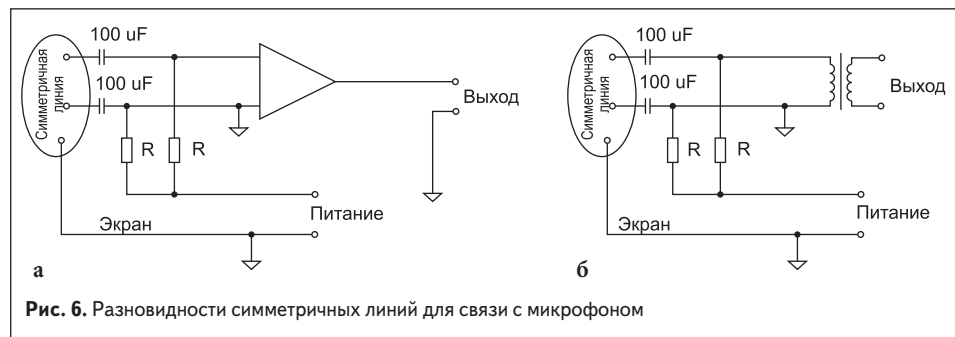 100 uF
100 uF
Симметричная
линия
R
R
Выход
Питание
Экран
а
100 uF
100 uF
Симметричная
линия
R
R
Выход
Питание
Экран
б
Рис. 6. Разновидности симметричных линий для связи с микрофоном